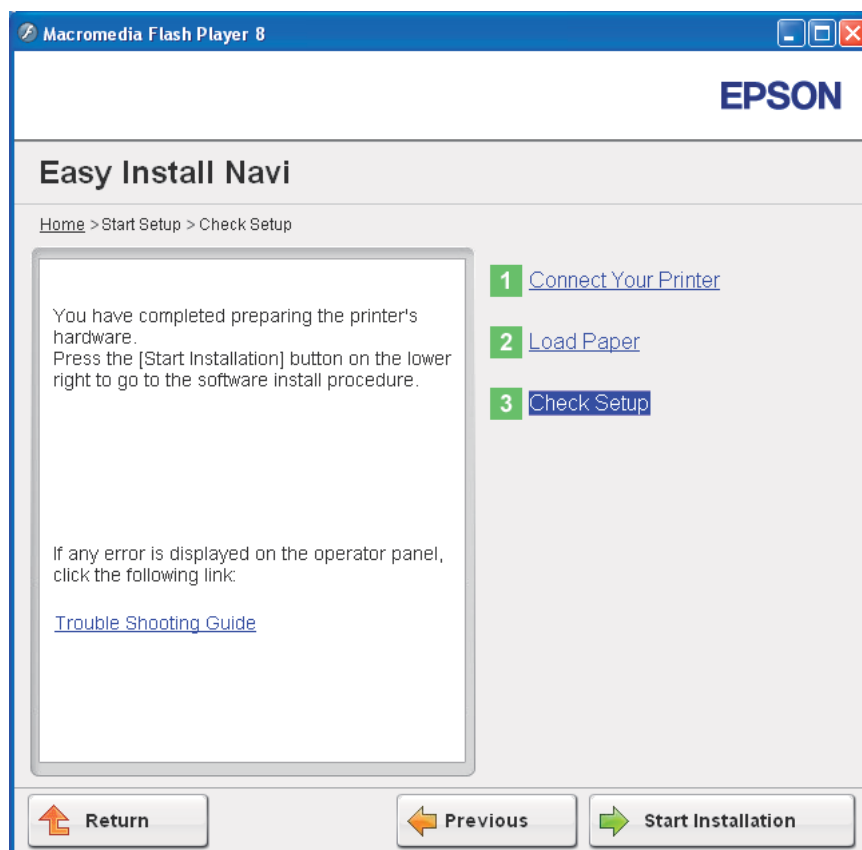 Macromedia Flash Player 8
EPSON
Easy Install Navi
Home > Start Setup > Check Setup
You have completed preparing the printer's
hardware.
Press the [Start Installation] button on the lower
right to go to the software install procedure.
If any error is displayed on the operator panel,
click the following link:
Trouble Shooting Guide
1 Connect Your Printer
2 Load Paper
3 Check Setup
Return
Previous
Start Installation